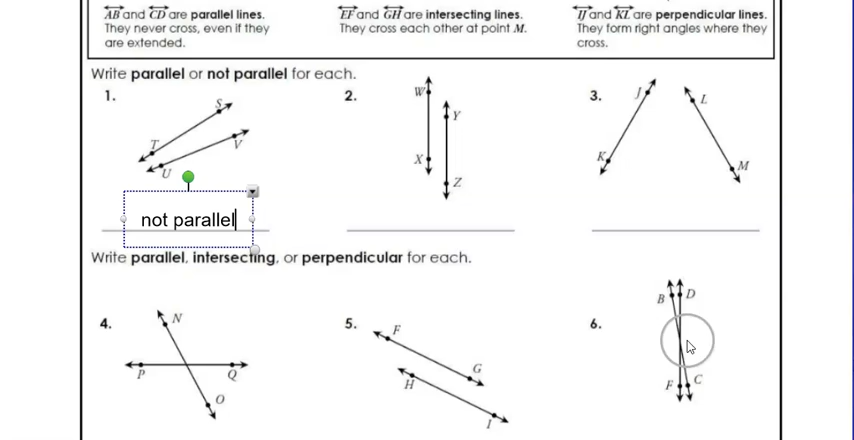 AB and CD are parallel lines.
They never cross, even if they
are extended.
EF and GH are intersecting lines.
They cross each other at point M.
IJ and KL are perpendicular lines.
They form right angles where they
cross.
Write parallel or not parallel for each.
1.
S
T
V
U
not parallel
2.
W
Y
X
Z
3.
J
L
K
M
Write parallel, intersecting, or perpendicular for each.
4.
N
P
Q
O
5.
F
G
H
I
6.
B
D
F
C